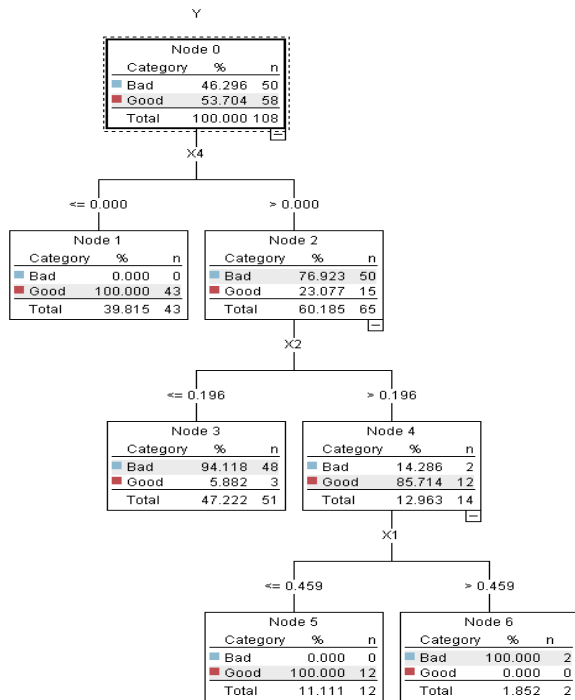 Y
Node 0
Category % n
Bad 46.296 50
Good 53.704 58
Total 100.000 108
X4
<= 0.000
> 0.000
Node 1
Category % n
Bad 0.000 0
Good 100.000 43
Total 39.815 43
Node 2
Category % n
Bad 76.923 50
Good 23.077 15
Total 60.185 65
X2
<= 0.196
> 0.196
Node 3
Category % n
Bad 94.118 48
Good 5.882 3
Total 47.222 51
Node 4
Category % n
Bad 14.286 2
Good 85.714 12
Total 12.963 14
X1
<= 0.459
> 0.459
Node 5
Category % n
Bad 0.000 0
Good 100.000 12
Total 11.111 12
Node 6
Category % n
Bad 100.000 2
Good 0.000 0
Total 1.852 2